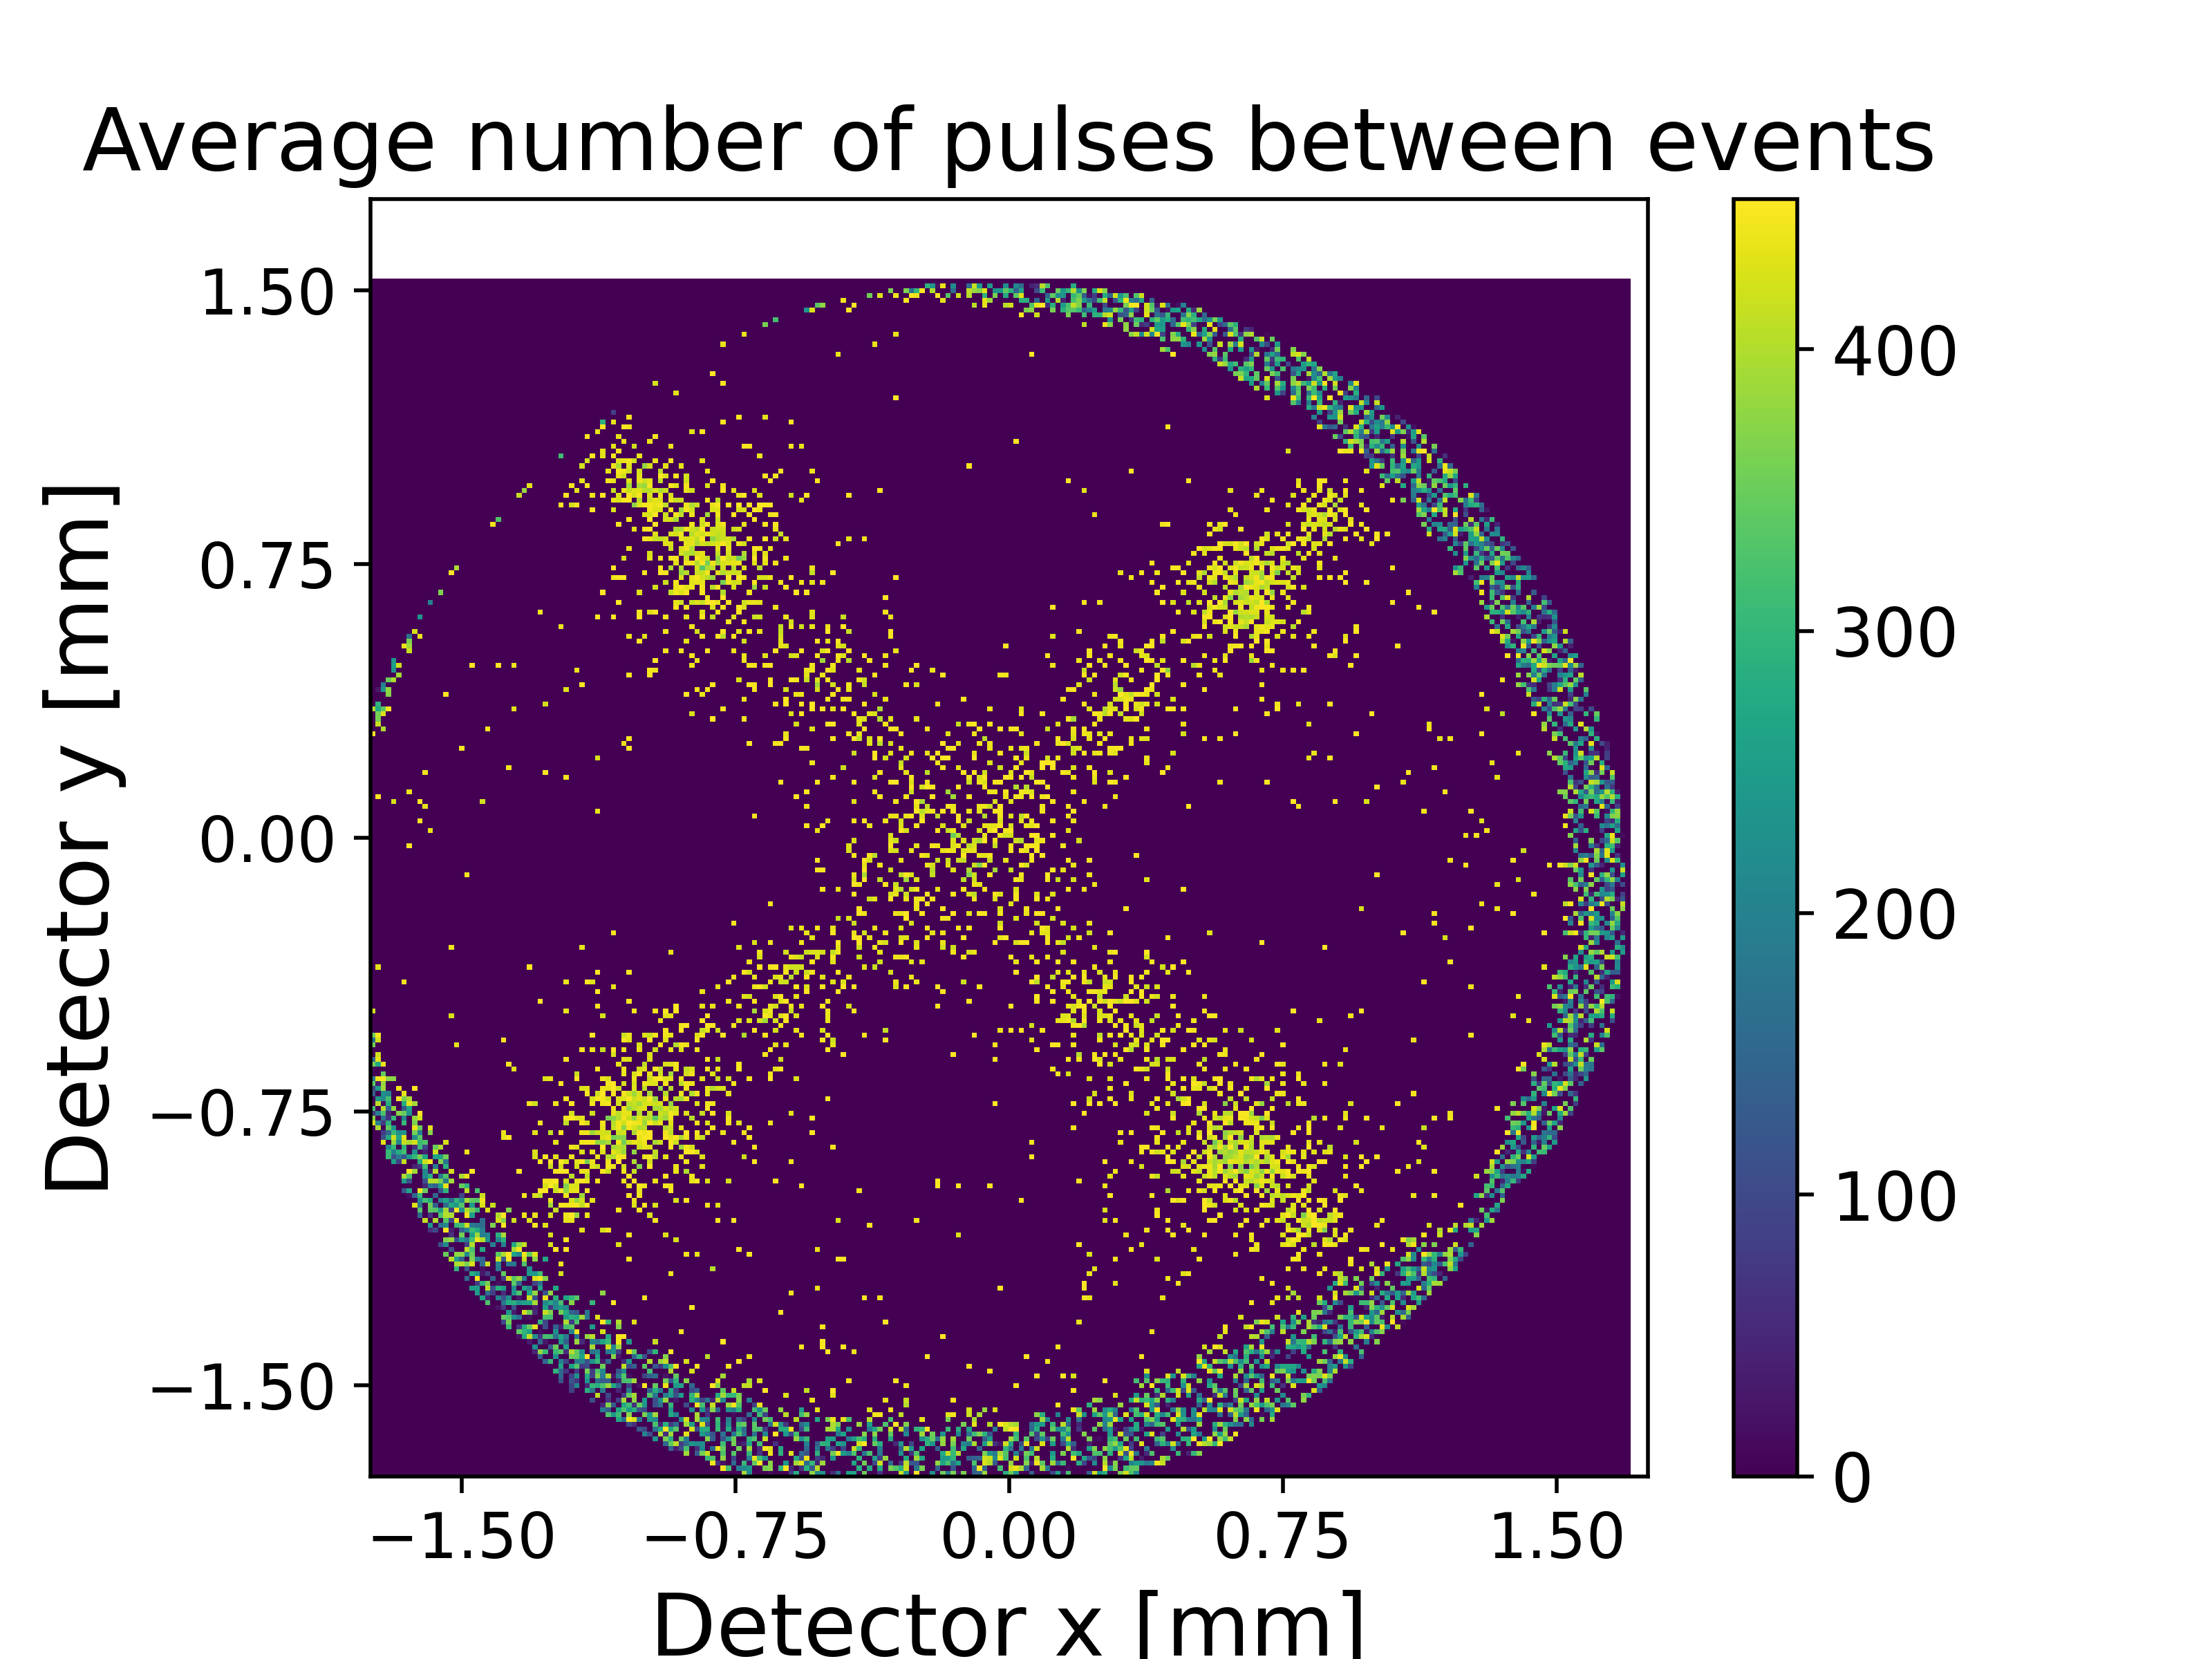 Average number of pulses between events
Detector y [mm]
1.50
0.75
0.00
−0.75
−1.50
−1.50 −0.75 0.00 0.75 1.50
Detector x [mm]
400
300
200
100
0